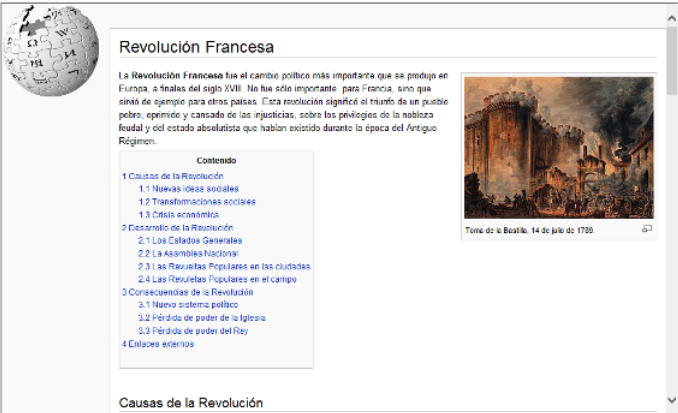 Revolución Francesa
La Revolución Francesa fue el cambio político más importante que se produjo en
Europa, a finales del siglo XVIII. No fue sólo importante para Francia, sino que
sirvió de ejemplo para otros países. Esta revolución significó el triunfo de un pueblo
pobre, oprimido y cansado de las injusticias, sobre los privilegios de la nobleza
feudal y del estado absolutista que habían existido durante la época del Antiguo
Régimen.
Contenido
1 Causas de la Revolución
1.1 Nuevas ideas sociales
1.2 Transformaciones sociales
1.3 Crisis económica
2 Desarrollo de la Revolución
2.1 Los Estados Generales
2.2 La Asamblea Nacional
2.3 Las Revueltas Populares en las ciudades
2.4 Las Revuletas Populares en el campo
3 Consecuencias de la Revolución
3.1 Nuevo sistema político
3.2 Pérdida de poder de la Iglesia
3.3 Pérdida de poder del Rey
4 Enlaces externos
Toma de la Bastilla, 14 de julio de 1789.
Causas de la Revolución